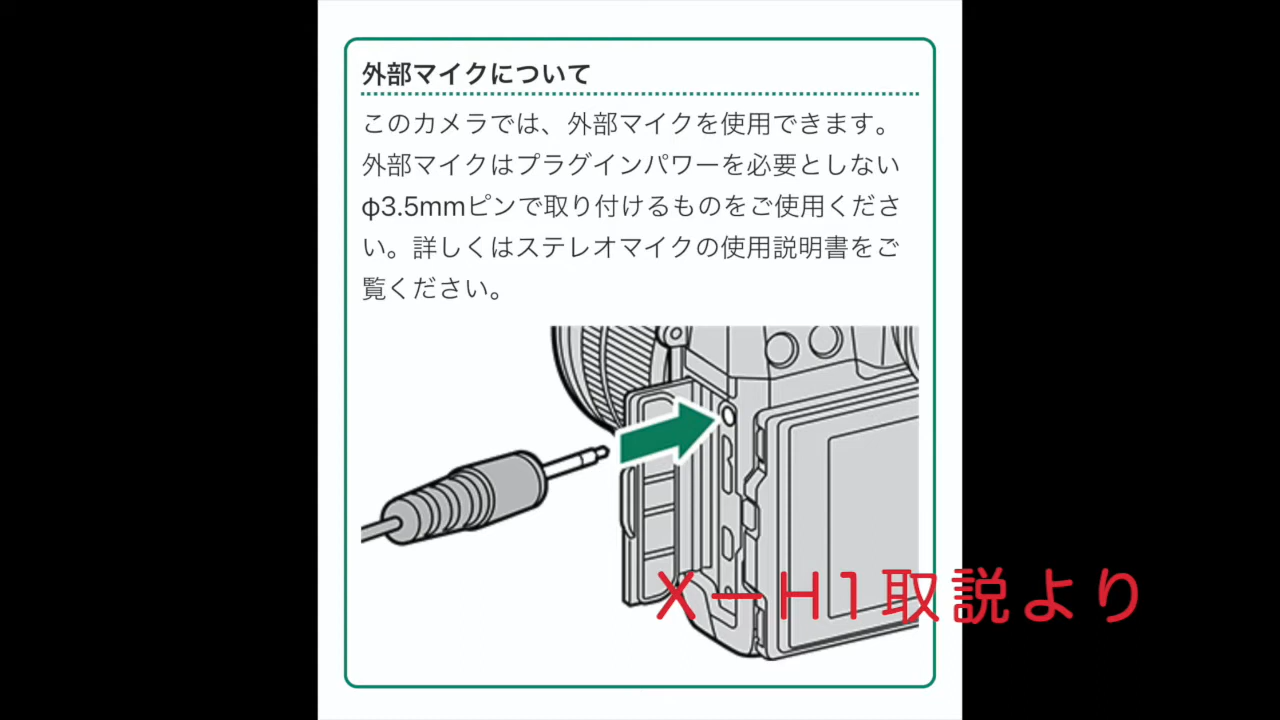 外部マイクについて
このカメラでは、外部マイクを使用できます。
外部マイクはプラグインパワーを必要としない
φ3.5mmピンで取り付けるものをご使用くださ
い。詳しくはステレオマイクの使用説明書をご
覧ください。
X－H1取説より